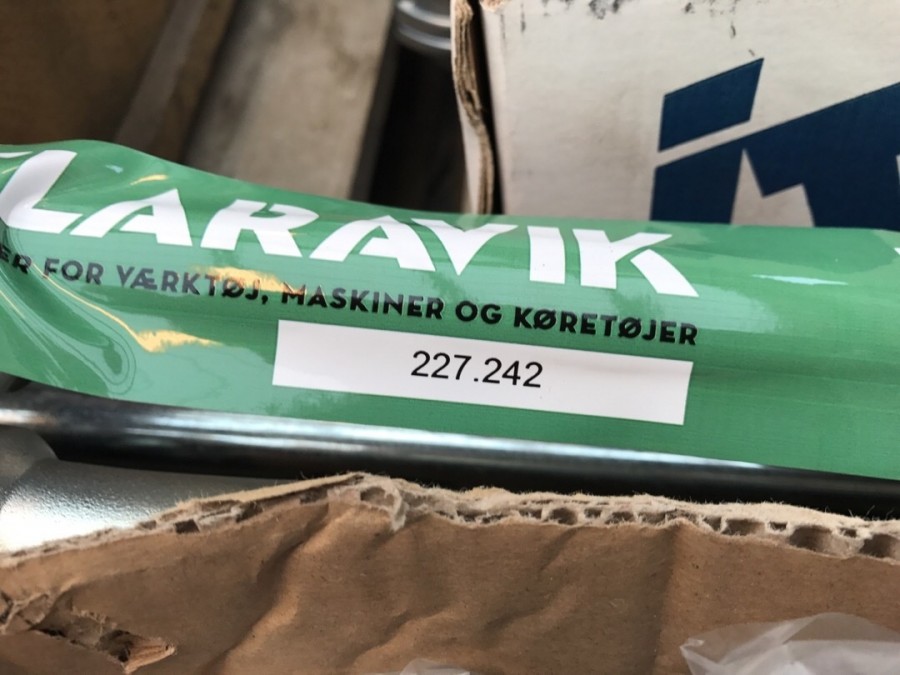 LARAVIK
ER FOR VÆRKTØJ, MASKINER OG KØRETØJER
227.242